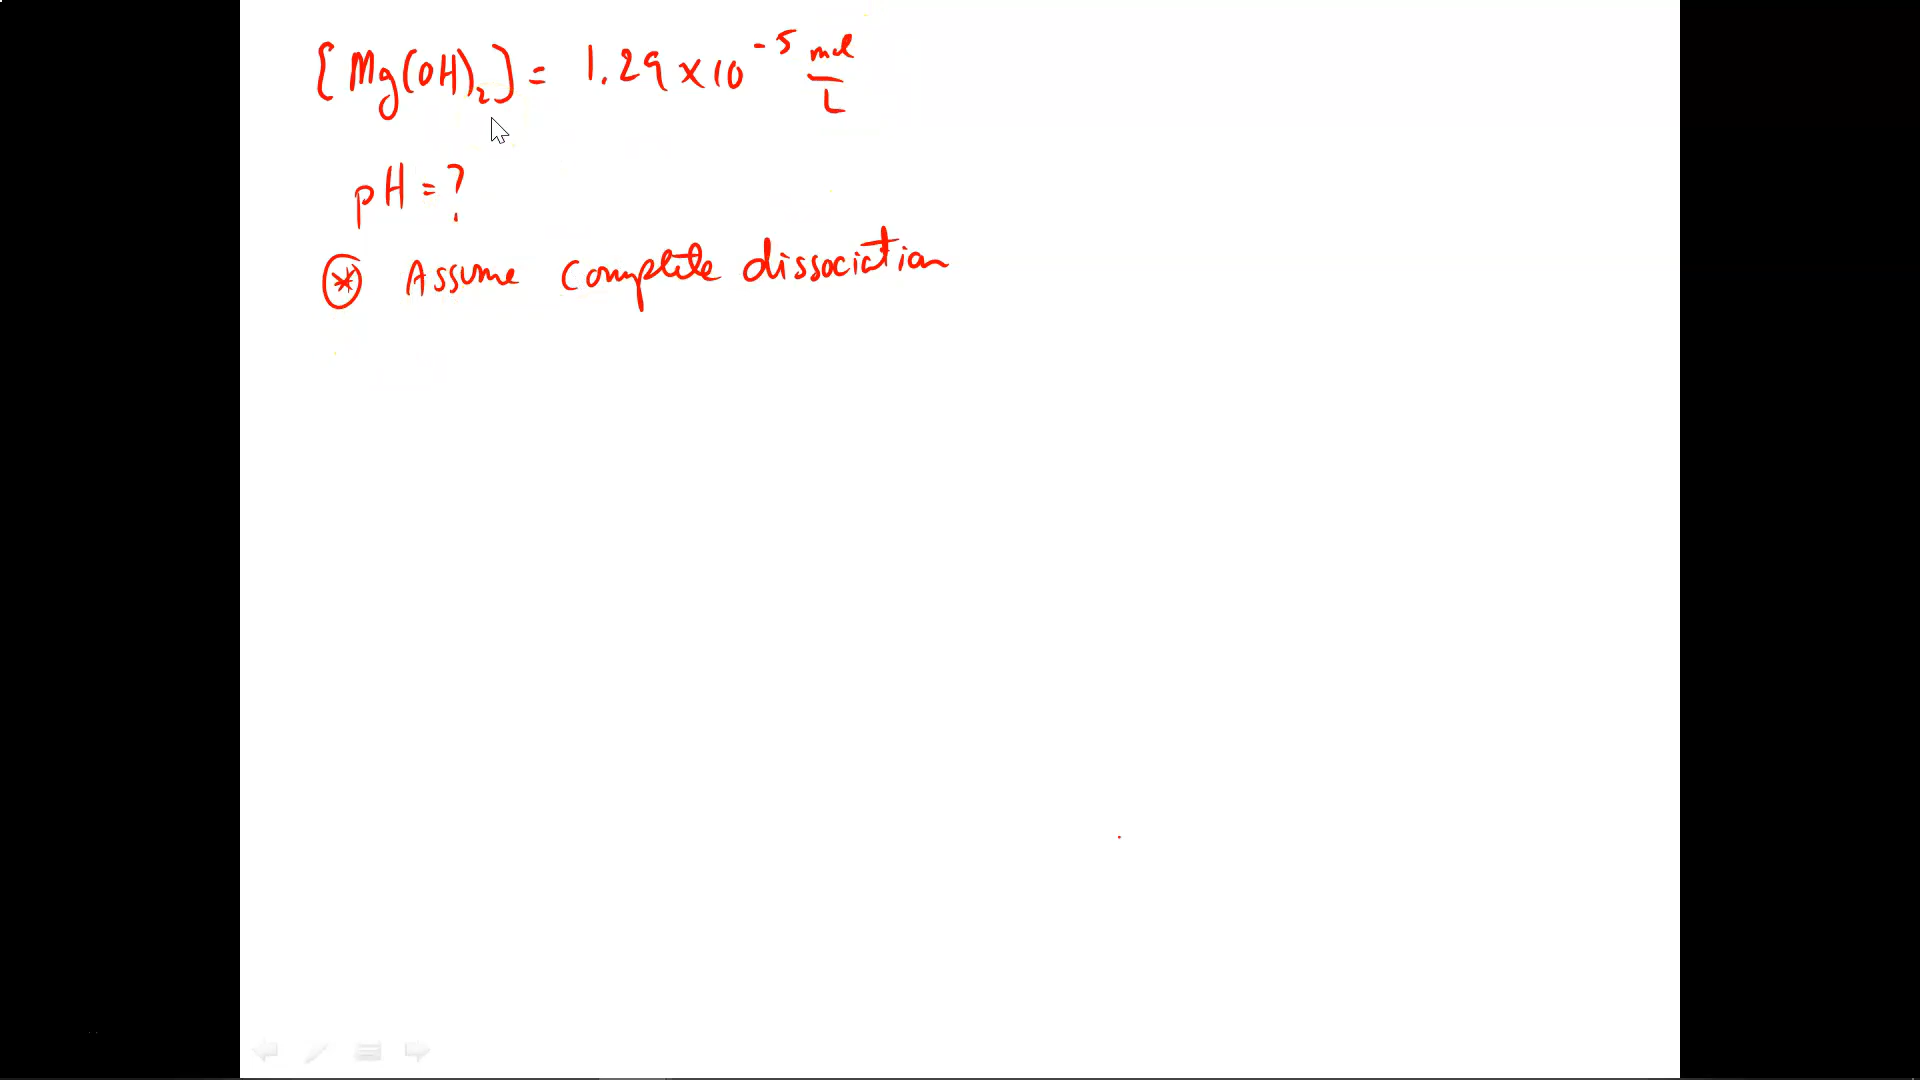 [Mg(OH)₂] = 1.29 × 10⁻⁵ mol/L
pH = ?
* Assume complete dissociation